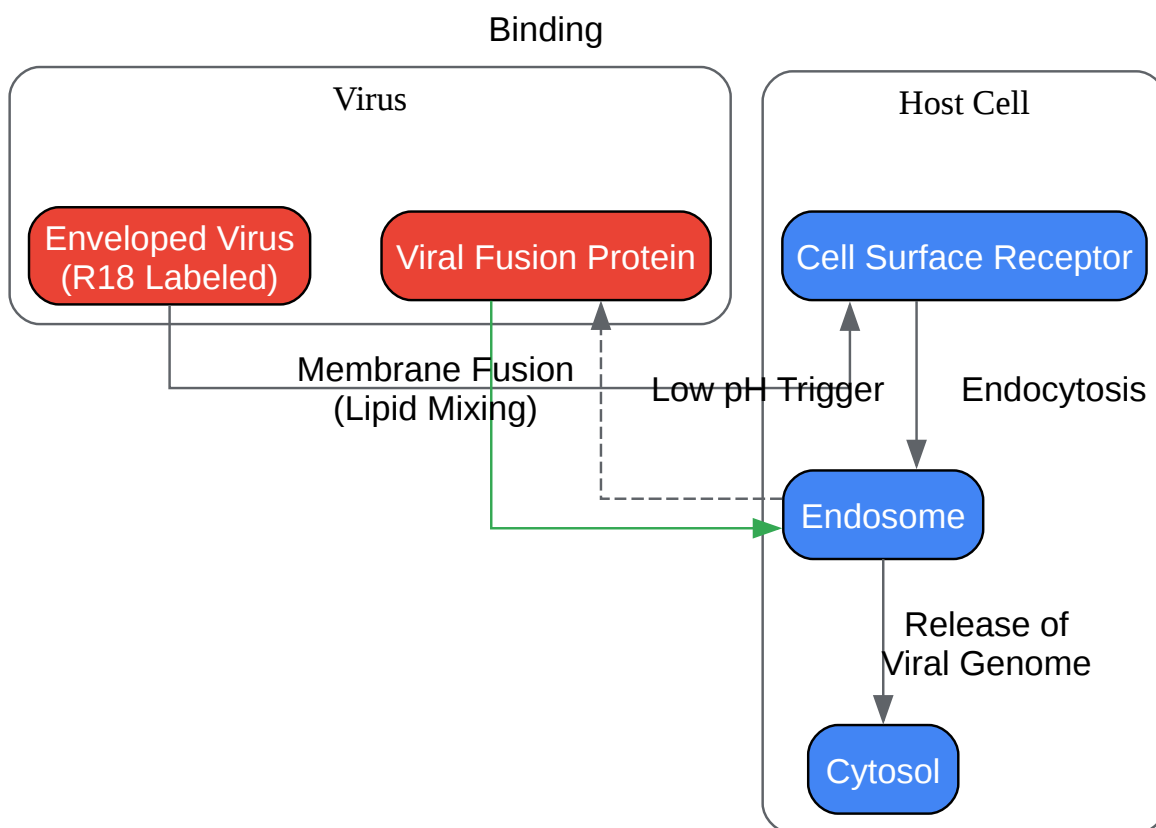 Binding
Virus
Host Cell
Enveloped Virus
(R18 Labeled)
Viral Fusion Protein
Cell Surface Receptor
Membrane Fusion
(Lipid Mixing)
Low pH Trigger
Endocytosis
Endosome
Release of
Viral Genome
Cytosol